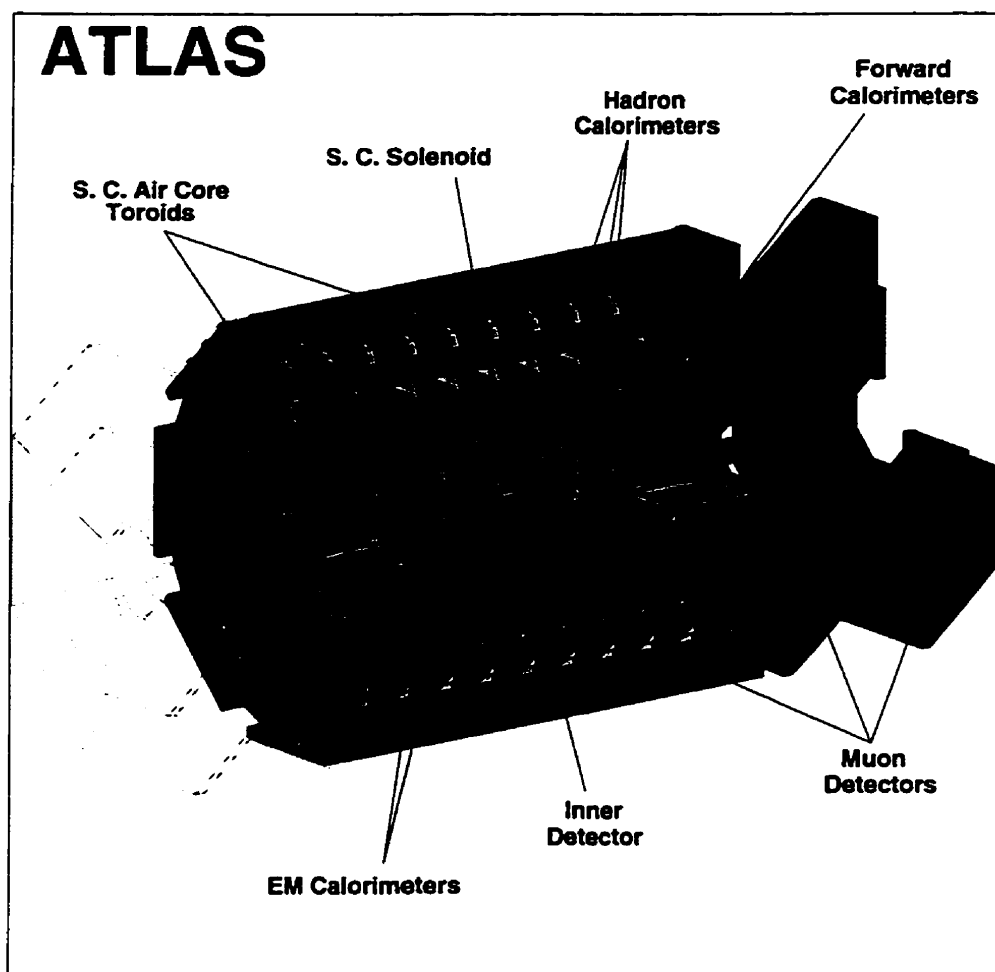 ATLAS
Forward
Calorimeters
Hadron
Calorimeters
S. C. Solenoid
S. C. Air Core
Toroids
Muon
Detectors
Inner
Detector
EM Calorimeters